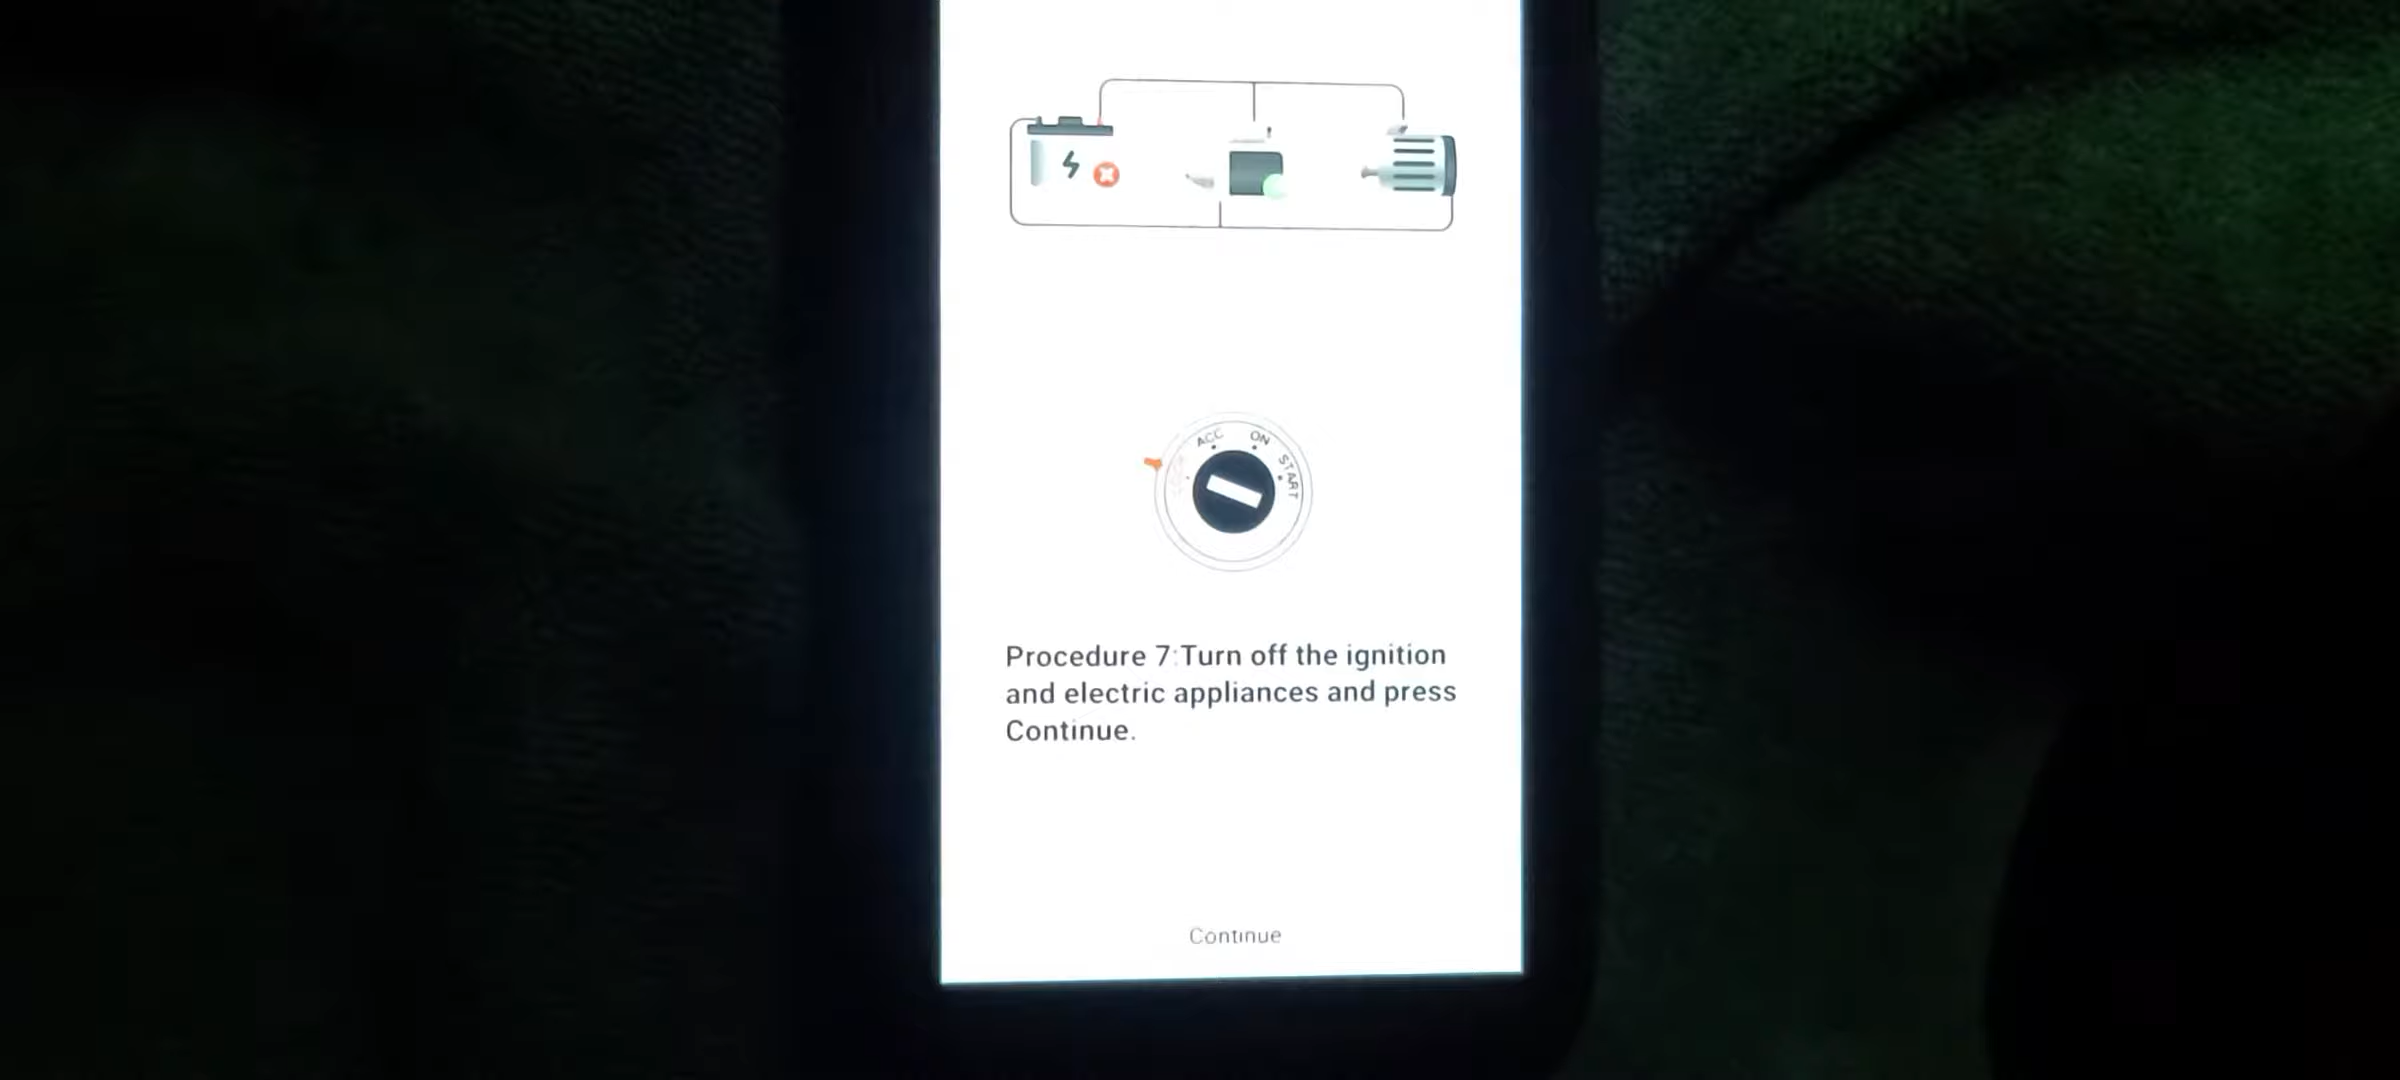 ACC ON START
Procedure 7:Turn off the ignition
and electric appliances and press
Continue.
Continue